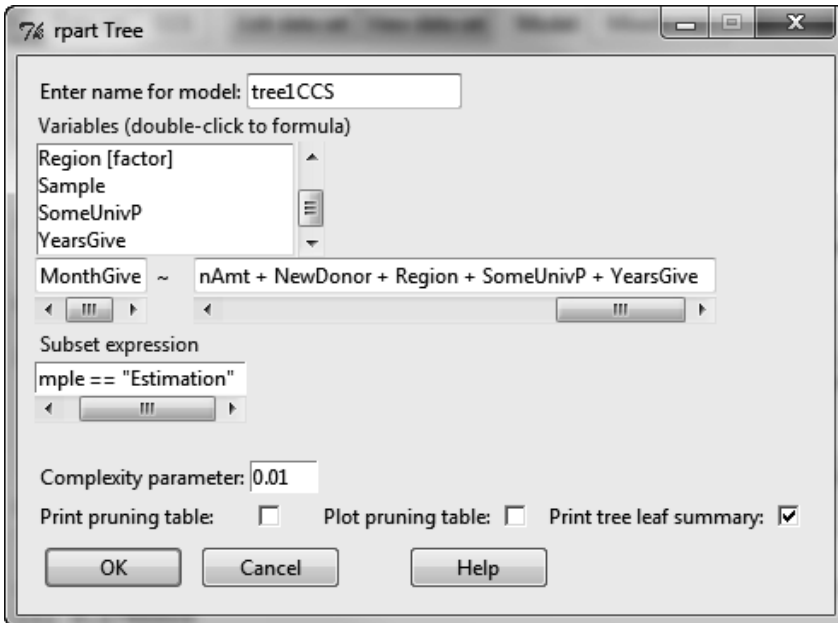 rpart Tree
Enter name for model: tree1CCS
Variables (double-click to formula)
Region [factor]
Sample
SomeUnivP
YearsGive
MonthGive ~ nAmt + NewDonor + Region + SomeUnivP + YearsGive
Subset expression
mple == "Estimation"
Complexity parameter: 0.01
Print pruning table: Plot pruning table: Print tree leaf summary:
OK Cancel Help